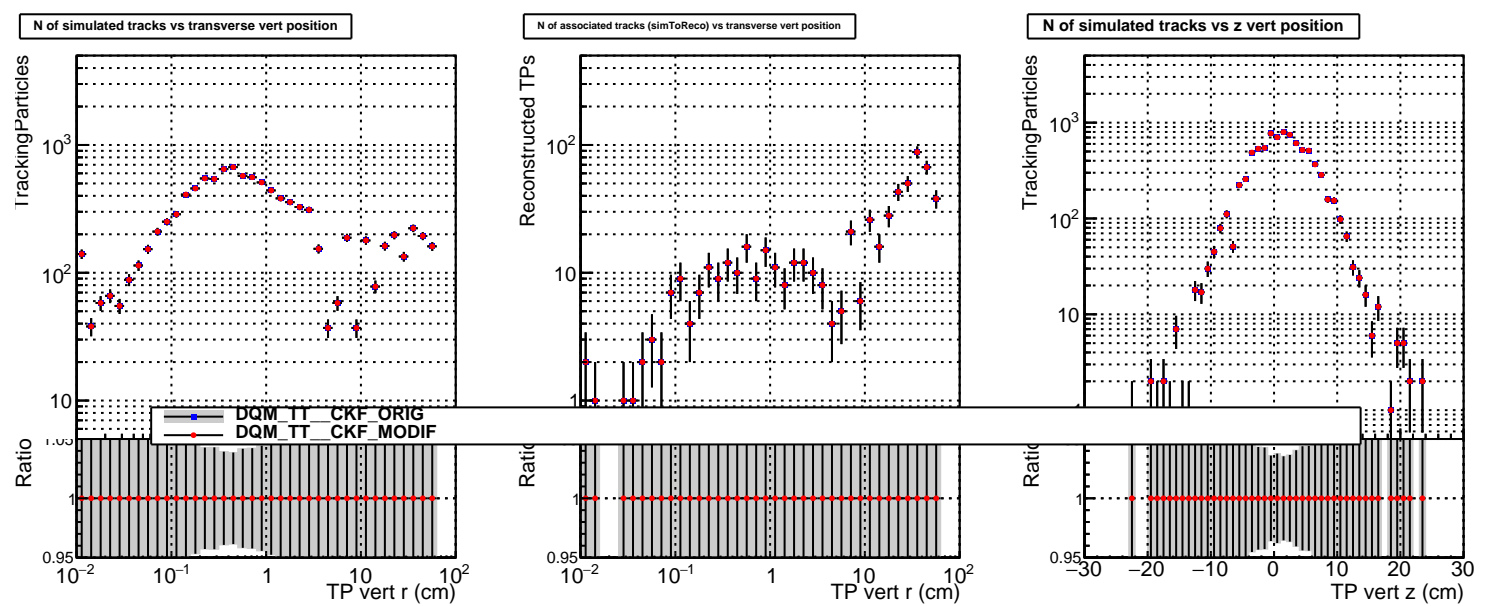 N of simulated tracks vs transverse vert position
N of associated tracks (simToReco) vs transverse vert position
N of simulated tracks vs z vert position
TrackingParticles
10³
10²
10
Reconstructed TPs
10²
10
1
TrackingParticles
10³
10²
10
DQM_TT__CKF_ORIG
DQM_TT__CKF_MODIF
Ratio
1.05
1
0.95
10⁻² 10⁻¹ 1 10 10²
TP vert r (cm)
Ratio
1
0.95
10⁻² 10⁻¹ 1 10 10²
TP vert r (cm)
Ratio
1
0.95
−30 −20 −10 0 10 20 30
TP vert z (cm)